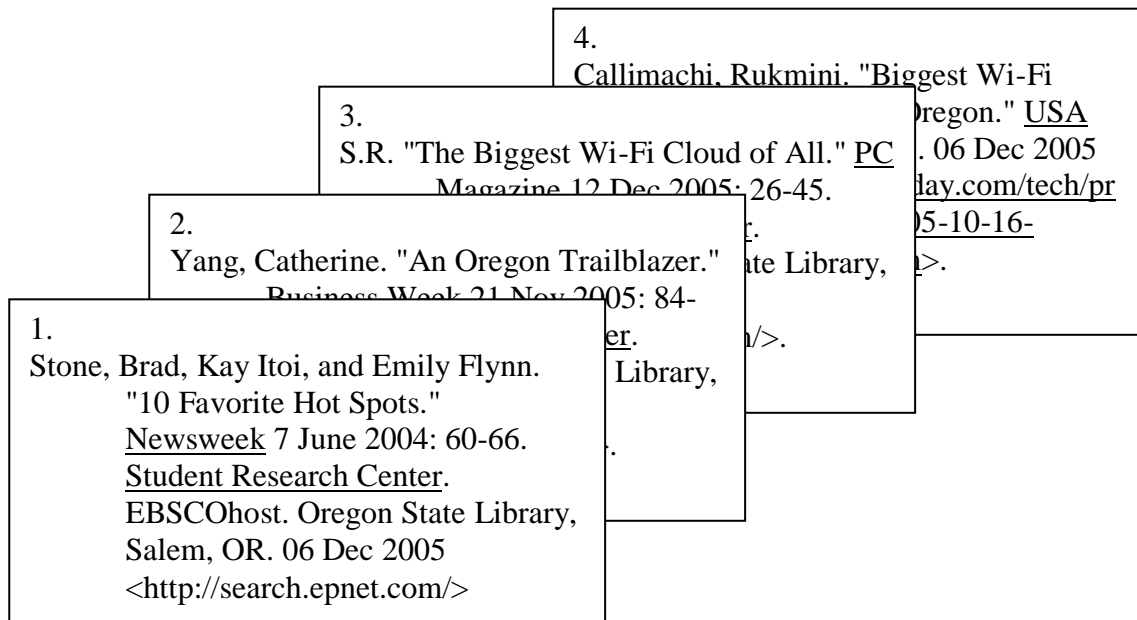 4.
Callimachi, Rukmini. "Biggest Wi-Fi
Oregon." USA
. 06 Dec 2005
day.com/tech/pr
05-10-16-
>.
3.
S.R. "The Biggest Wi-Fi Cloud of All." PC
Magazine 12 Dec 2005: 26-45.
r.
ate Library,
n/>.
2.
Yang, Catherine. "An Oregon Trailblazer."
Business Week 21 Nov 2005: 84-
er.
Library,
.
1.
Stone, Brad, Kay Itoi, and Emily Flynn.
"10 Favorite Hot Spots."
Newsweek 7 June 2004: 60-66.
Student Research Center.
EBSCOhost. Oregon State Library,
Salem, OR. 06 Dec 2005
<http://search.epnet.com/>